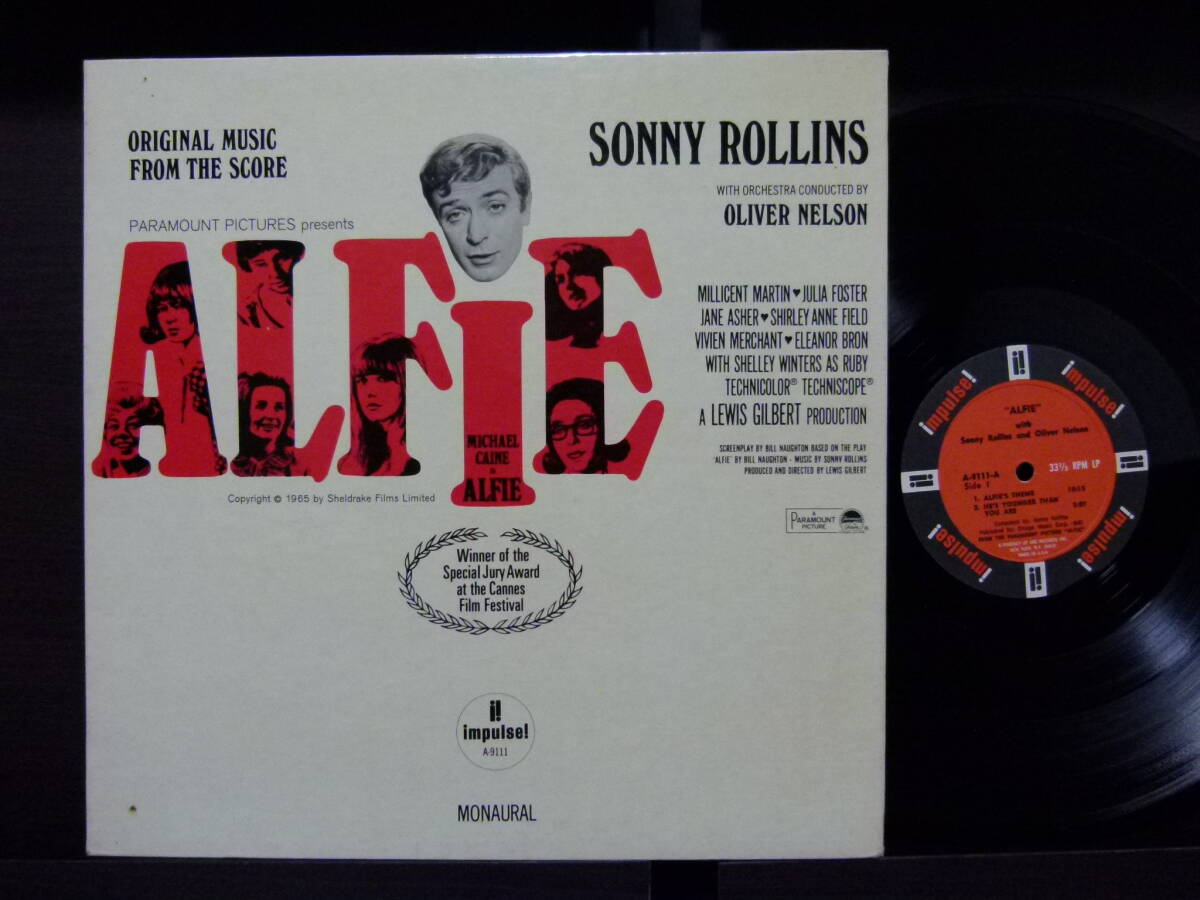 ORIGINAL MUSIC
FROM THE SCORE
SONNY ROLLINS
WITH ORCHESTRA CONDUCTED BY
OLIVER NELSON
PARAMOUNT PICTURES presents
ALFIE
MICHAEL
CAINE is
ALFIE
MILLICENT MARTIN ♥ JULIA FOSTER
JANE ASHER ♥ SHIRLEY ANNE FIELD
VIVIEN MERCHANT ♥ ELEANOR BRON
WITH SHELLEY WINTERS AS RUBY
TECHNICOLOR® TECHNISCOPE®
A LEWIS GILBERT PRODUCTION
SCREENPLAY BY BILL NAUGHTON BASED ON THE PLAY
'ALFIE' BY BILL NAUGHTON - MUSIC BY SONNY ROLLINS
PRODUCED AND DIRECTED BY LEWIS GILBERT
Copyright © 1965 by Sheldrake Films Limited
A
PARAMOUNT
PICTURE
Winner of the
Special Jury Award
at the Cannes
Film Festival
i!
impulse!
A-9111
MONAURAL
i!
impulse!
impulse!
i!
i!
impulse!
impulse!
i!
"ALFIE"
with
Sonny Rollins and Oliver Nelson
A-9111-A
Side 1
33⅓ RPM LP
1. ALFIE'S THEME
2. HE'S YOUNGER THAN
YOU ARE